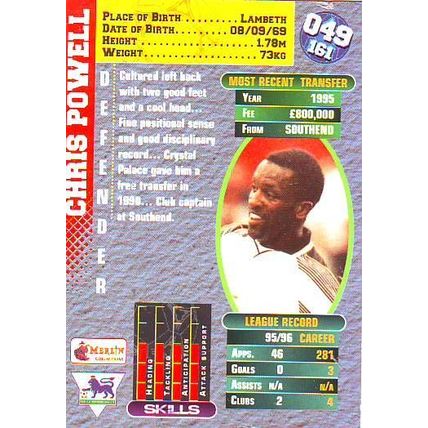 CHRIS POWELL
DEFENDER
PLACE OF BIRTH LAMBETH
DATE OF BIRTH 08/09/69
HEIGHT 1.78M
WEIGHT 73KG
049
161
Cultured left back
with two good feet
and a cool head...
Fine positional sense
and good disciplinary
record... Crystal
Palace gave him a
free transfer in
1990... Club captain
at Southend.
MOST RECENT TRANSFER
YEAR 1995
FEE £800,000
FROM SOUTHEND
LEAGUE RECORD
95/96 CAREER
APPS. 46 281
GOALS 0 3
ASSISTS N/A N/A
CLUBS 2 4
HEADING
TACKLING
ANTICIPATION
ATTACK SUPPORT
SKILLS
MERLIN